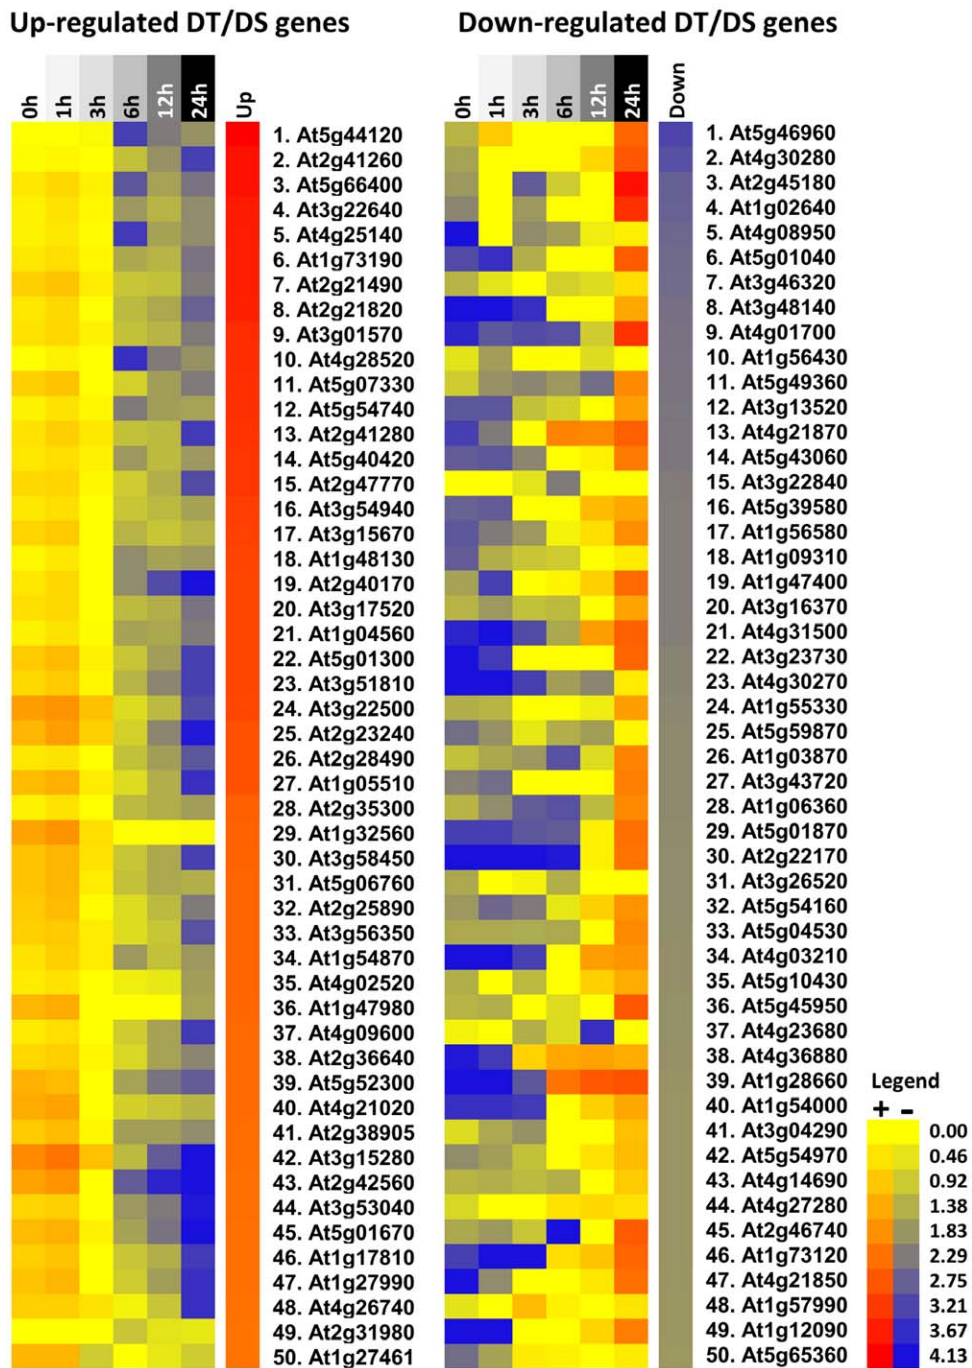 Up-regulated DT/DS genes
0h 1h 3h 6h 12h 24h Up
1. At5g44120
2. At2g41260
3. At5g66400
4. At3g22640
5. At4g25140
6. At1g73190
7. At2g21490
8. At2g21820
9. At3g01570
10. At4g28520
11. At5g07330
12. At5g54740
13. At2g41280
14. At5g40420
15. At2g47770
16. At3g54940
17. At3g15670
18. At1g48130
19. At2g40170
20. At3g17520
21. At1g04560
22. At5g01300
23. At3g51810
24. At3g22500
25. At2g23240
26. At2g28490
27. At1g05510
28. At2g35300
29. At1g32560
30. At3g58450
31. At5g06760
32. At2g25890
33. At3g56350
34. At1g54870
35. At4g02520
36. At1g47980
37. At4g09600
38. At2g36640
39. At5g52300
40. At4g21020
41. At2g38905
42. At3g15280
43. At2g42560
44. At3g53040
45. At5g01670
46. At1g17810
47. At1g27990
48. At4g26740
49. At2g31980
50. At1g27461
Down-regulated DT/DS genes
0h 1h 3h 6h 12h 24h Down
1. At5g46960
2. At4g30280
3. At2g45180
4. At1g02640
5. At4g08950
6. At5g01040
7. At3g46320
8. At3g48140
9. At4g01700
10. At1g56430
11. At5g49360
12. At3g13520
13. At4g21870
14. At5g43060
15. At3g22840
16. At5g39580
17. At1g56580
18. At1g09310
19. At1g47400
20. At3g16370
21. At4g31500
22. At3g23730
23. At4g30270
24. At1g55330
25. At5g59870
26. At1g03870
27. At3g43720
28. At1g06360
29. At5g01870
30. At2g22170
31. At3g26520
32. At5g54160
33. At5g04530
34. At4g03210
35. At5g10430
36. At5g45950
37. At4g23680
38. At4g36880
39. At1g28660
40. At1g54000
41. At3g04290
42. At5g54970
43. At4g14690
44. At4g27280
45. At2g46740
46. At1g73120
47. At4g21850
48. At1g57990
49. At1g12090
50. At5g65360
Legend
+ -
0.00
0.46
0.92
1.38
1.83
2.29
2.75
3.21
3.67
4.13